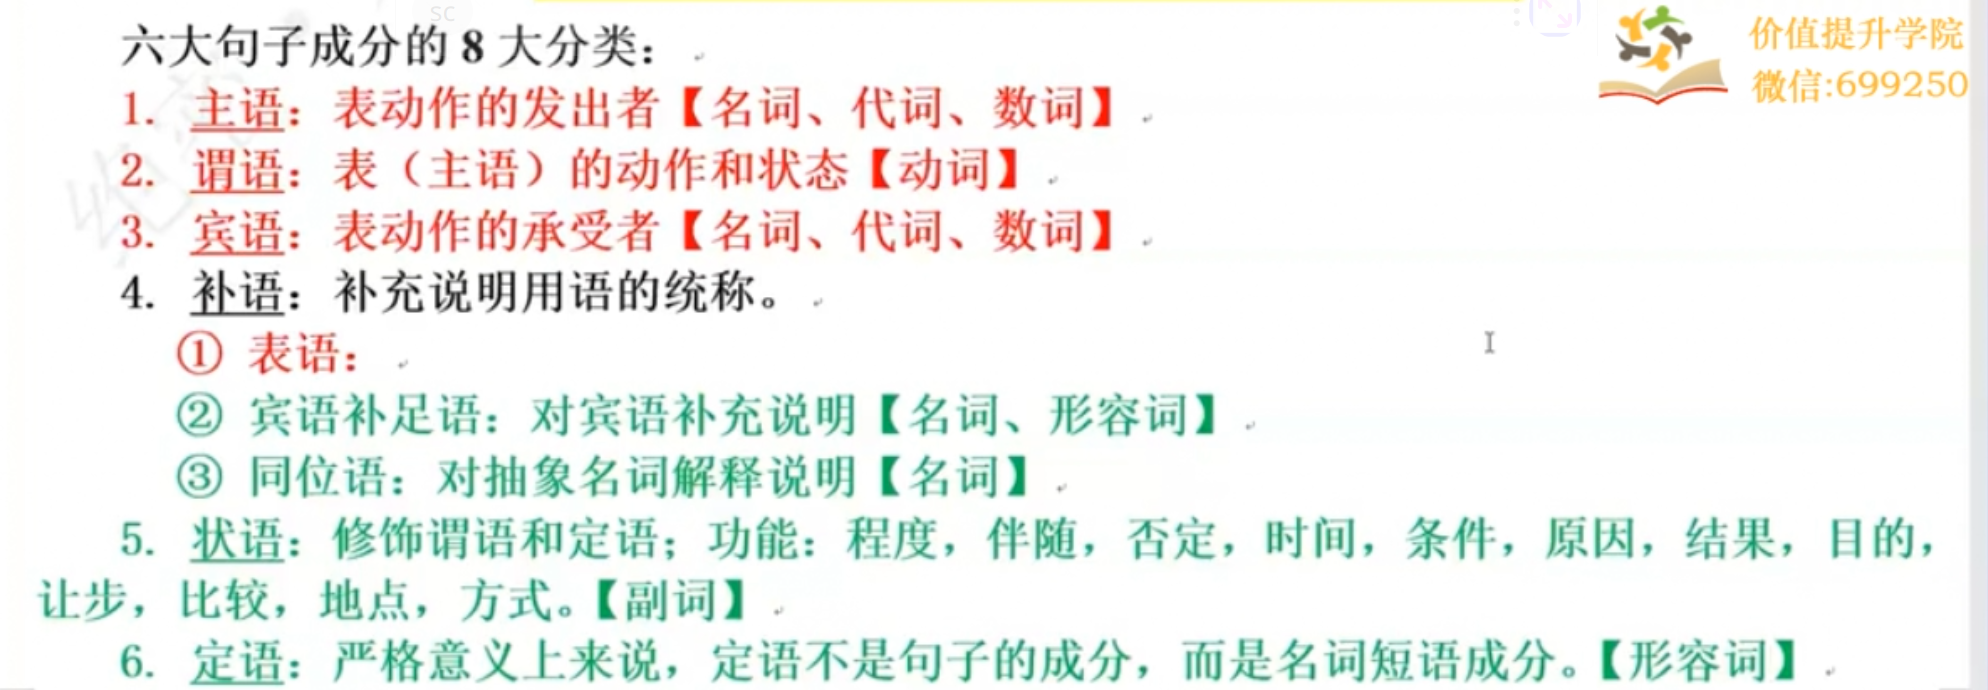 六大句子成分的 8 大分类：
1. 主语：表动作的发出者【名词、代词、数词】
2. 谓语：表（主语）的动作和状态【动词】
3. 宾语：表动作的承受者【名词、代词、数词】
4. 补语：补充说明用语的统称。
① 表语：
② 宾语补足语：对宾语补充说明【名词、形容词】
③ 同位语：对抽象名词解释说明【名词】
5. 状语：修饰谓语和定语；功能：程度，伴随，否定，时间，条件，原因，结果，目的，
让步，比较，地点，方式。【副词】
6. 定语：严格意义上来说，定语不是句子的成分，而是名词短语成分。【形容词】
价值提升学院
微信:699250
sc